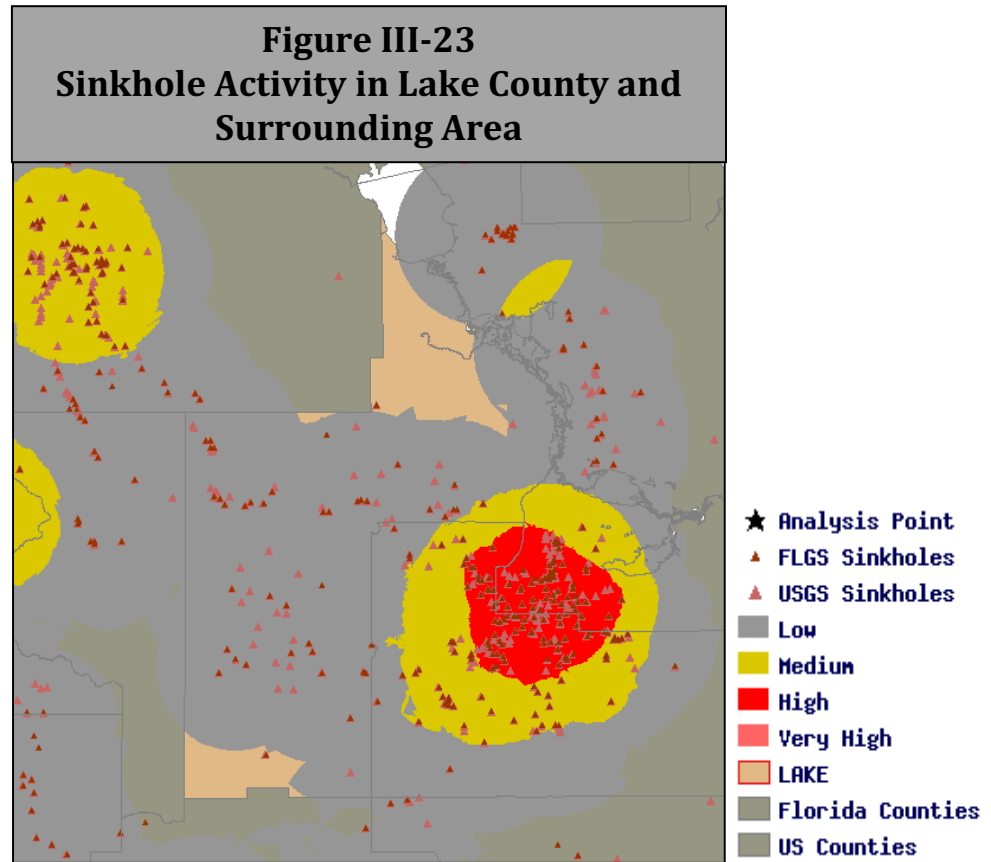 Figure III-23
Sinkhole Activity in Lake County and
Surrounding Area
Analysis Point
FLGS Sinkholes
USGS Sinkholes
Low
Medium
High
Very High
LAKE
Florida Counties
US Counties